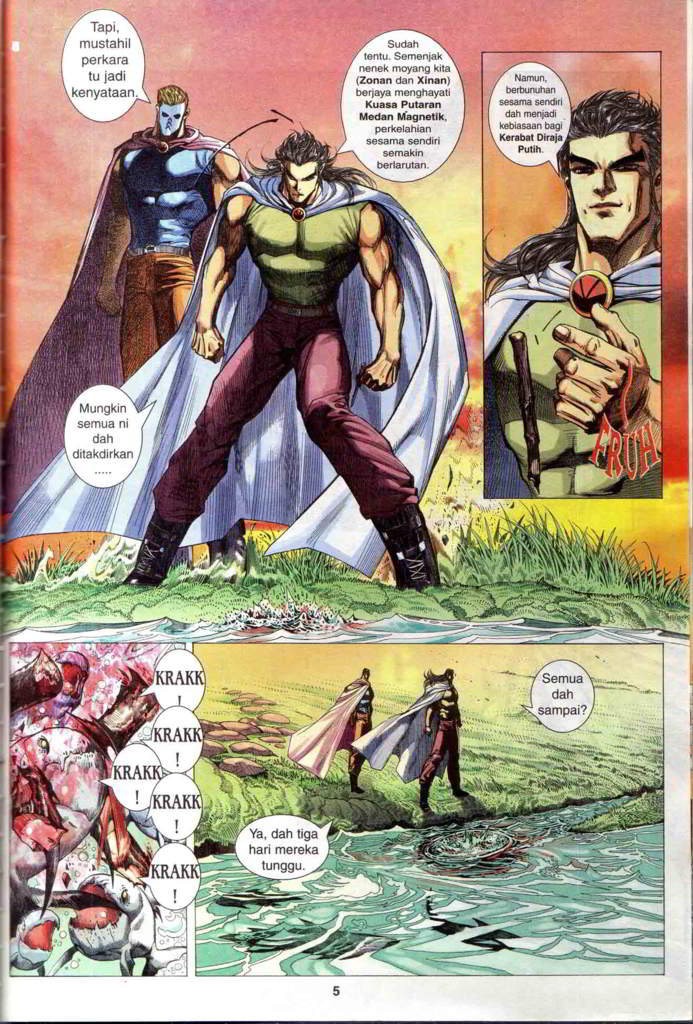 Tapi,
mustahil
perkara
tu jadi
kenyataan.
Sudah
tentu. Semenjak
nenek moyang kita
(Zonan dan Xinan)
berjaya menghayati
Kuasa Putaran
Medan Magnetik,
perkelahian
sesama sendiri
semakin
berlarutan.
Namun,
berbunuhan
sesama sendiri
dah menjadi
kebiasaan bagi
Kerabat Diraja
Putih.
Mungkin
semua ni
dah
ditakdirkan
.....
FRUH
KRAKK
!
KRAKK
!
KRAKK
!
KRAKK
!
KRAKK
!
Semua
dah
sampai?
Ya, dah tiga
hari mereka
tunggu.
5